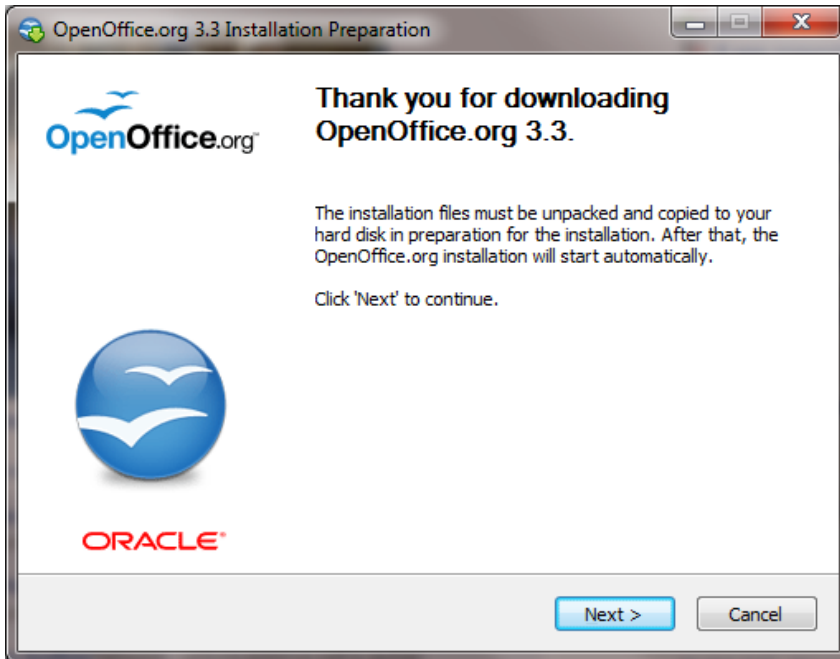 OpenOffice.org 3.3 Installation Preparation
OpenOffice.org™
Thank you for downloading
OpenOffice.org 3.3.
The installation files must be unpacked and copied to your
hard disk in preparation for the installation. After that, the
OpenOffice.org installation will start automatically.
Click 'Next' to continue.
ORACLE®
Next >
Cancel